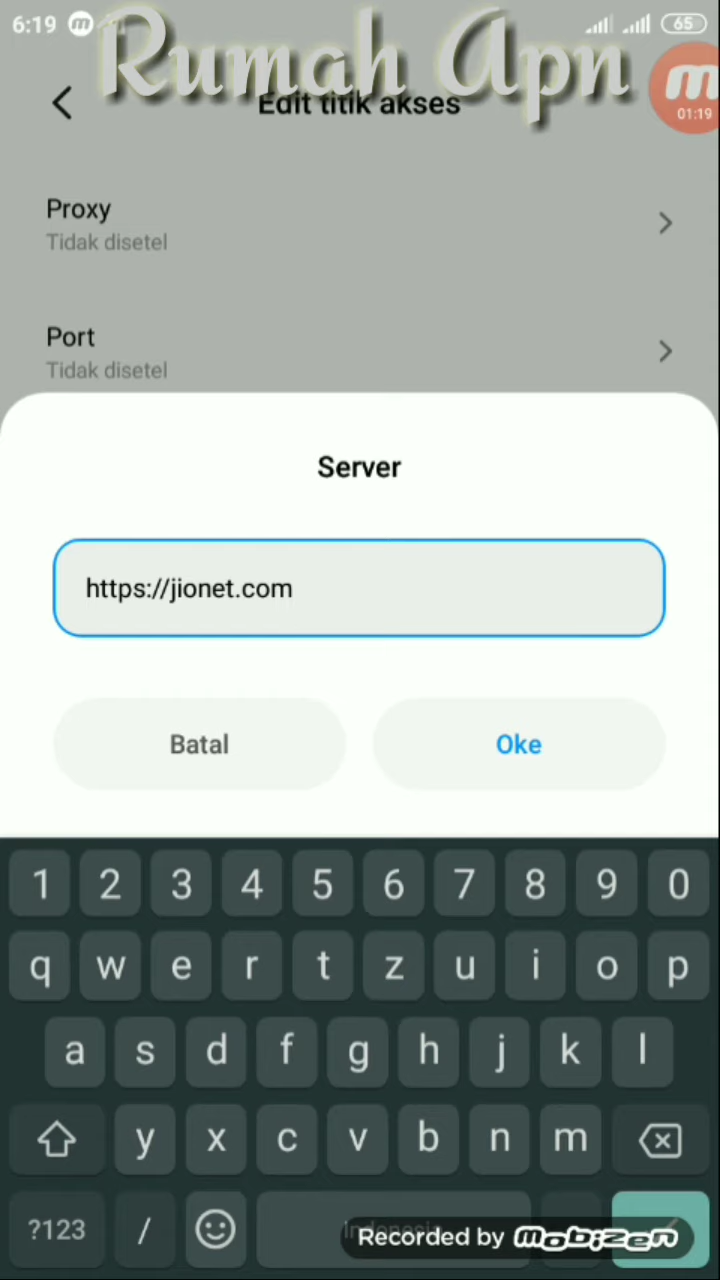 6:19
65
Rumah Apn
Edit titik akses
01:19
Proxy
Tidak disetel
Port
Tidak disetel
Server
https://jionet.com
Batal
Oke
1 2 3 4 5 6 7 8 9 0
q w e r t z u i o p
a s d f g h j k l
y x c v b n m
?123 /
Indonesia
Recorded by mobizen